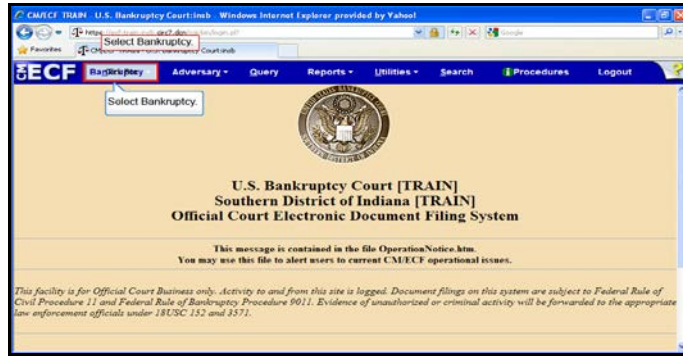 CM/ECF TRAIN - U.S. Bankruptcy Court:insb - Windows Internet Explorer provided by Yahoo!
Google
Select Bankruptcy.
Favorites
ECF Bankruptcy Adversary Query Reports Utilities Search Procedures Logout
Select Bankruptcy.
U.S. Bankruptcy Court [TRAIN]
Southern District of Indiana [TRAIN]
Official Court Electronic Document Filing System
This message is contained in the file OperationNotice.htm.
You may use this file to alert users to current CM/ECF operational issues.
This facility is for Official Court Business only. Activity to and from this site is logged. Document filings on this system are subject to Federal Rule of
Civil Procedure 11 and Federal Rule of Bankruptcy Procedure 9011. Evidence of unauthorized or criminal activity will be forwarded to the appropriate
law enforcement officials under 18USC 152 and 3571.